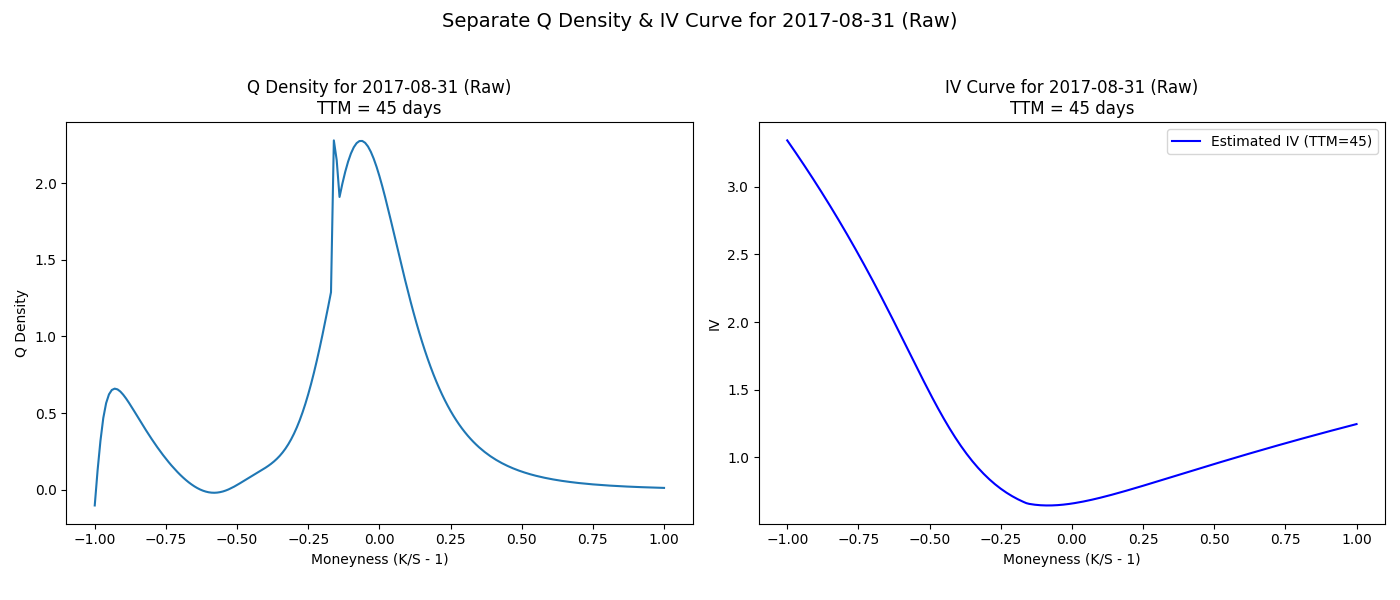 Separate Q Density & IV Curve for 2017-08-31 (Raw)
Q Density for 2017-08-31 (Raw)
TTM = 45 days
Q Density
2.0
1.5
1.0
0.5
0.0
−1.00 −0.75 −0.50 −0.25 0.00 0.25 0.50 0.75 1.00
Moneyness (K/S - 1)
IV Curve for 2017-08-31 (Raw)
TTM = 45 days
Estimated IV (TTM=45)
IV
3.0
2.5
2.0
1.5
1.0
−1.00 −0.75 −0.50 −0.25 0.00 0.25 0.50 0.75 1.00
Moneyness (K/S - 1)